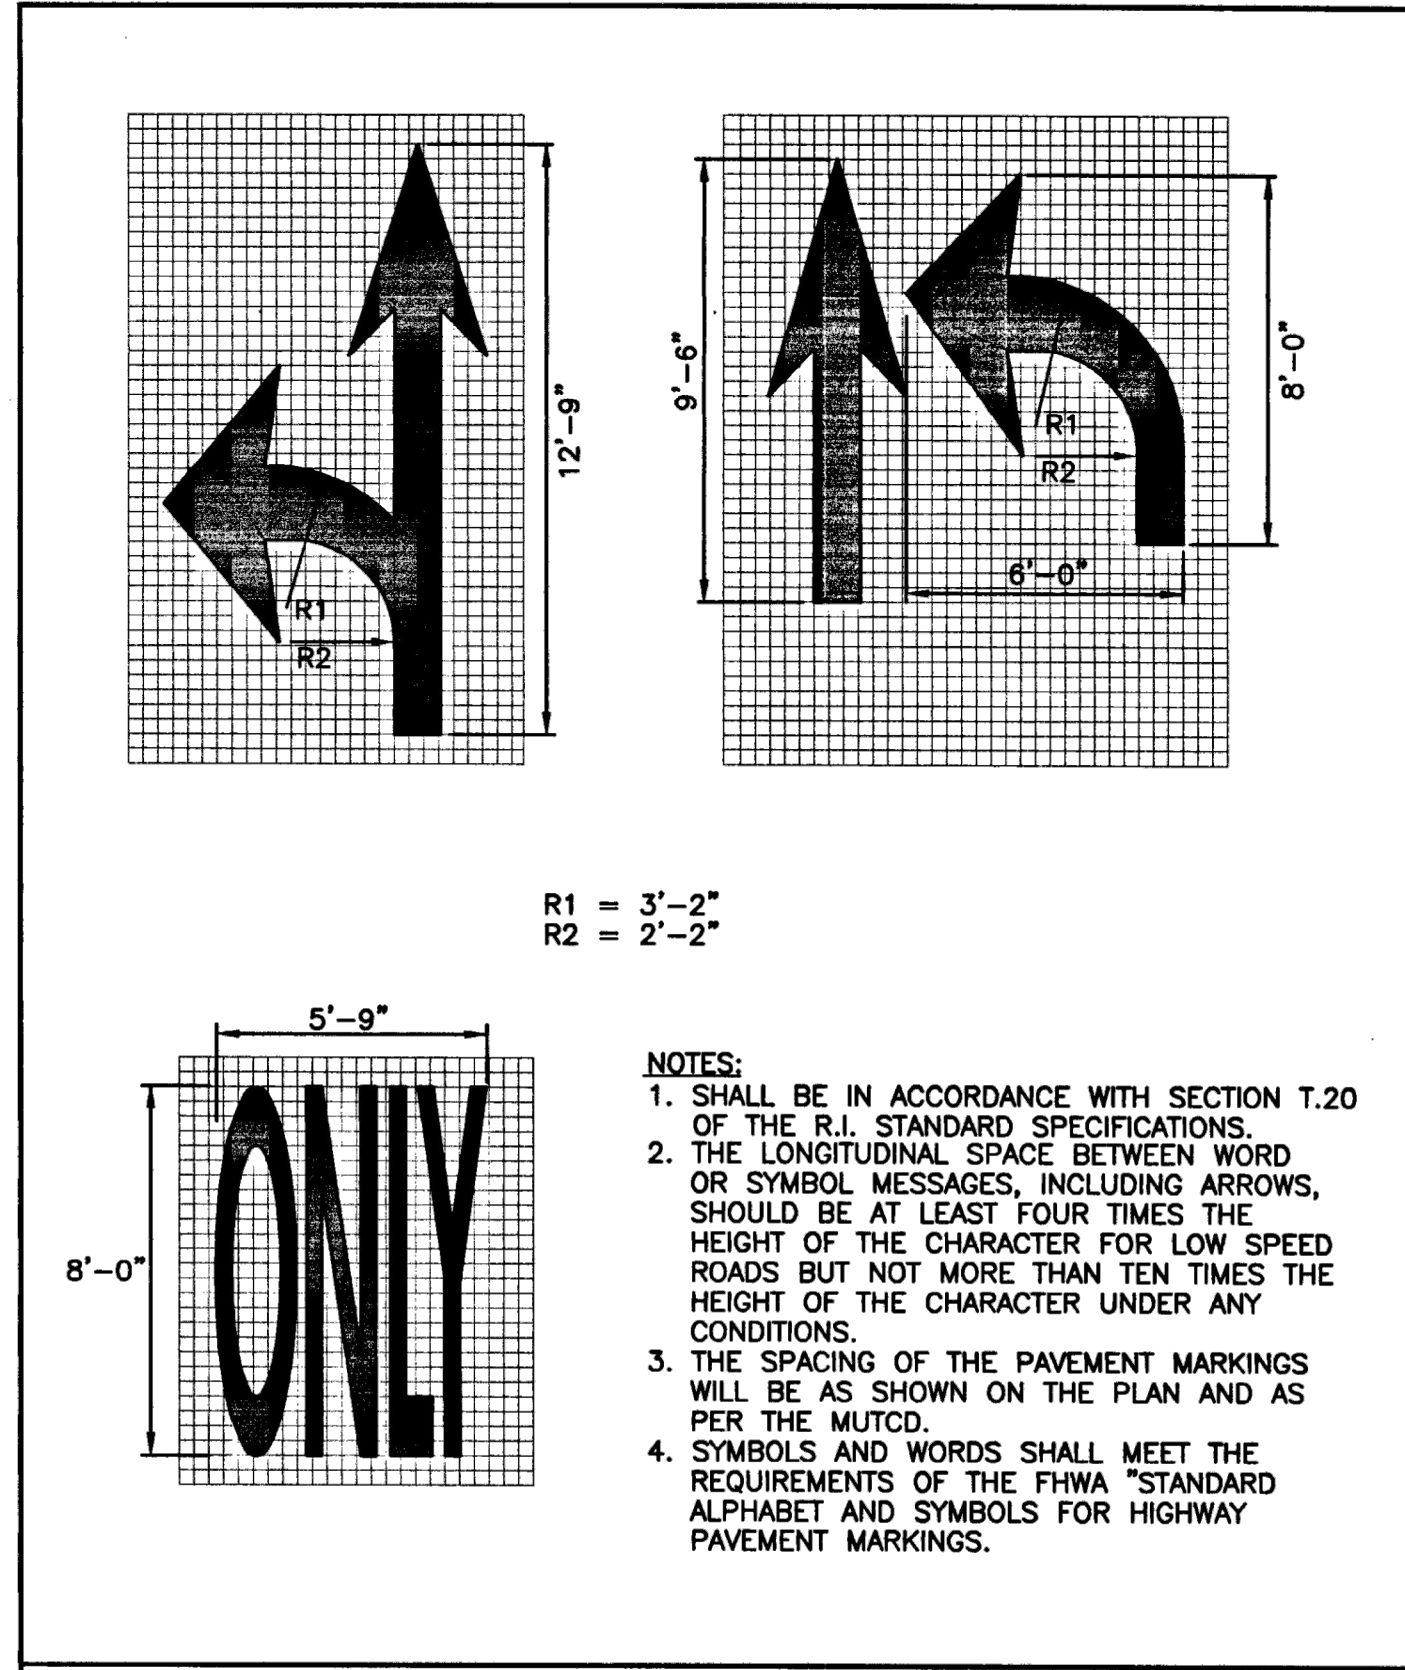 12'-9"
R1
R2
9'-6"
R1
R2
8'-0"
6'-0"
R1 = 3'-2"
R2 = 2'-2"
5'-9"
8'-0"
ONLY
NOTES:
1. SHALL BE IN ACCORDANCE WITH SECTION T.20
OF THE R.I. STANDARD SPECIFICATIONS.
2. THE LONGITUDINAL SPACE BETWEEN WORD
OR SYMBOL MESSAGES, INCLUDING ARROWS,
SHOULD BE AT LEAST FOUR TIMES THE
HEIGHT OF THE CHARACTER FOR LOW SPEED
ROADS BUT NOT MORE THAN TEN TIMES THE
HEIGHT OF THE CHARACTER UNDER ANY
CONDITIONS.
3. THE SPACING OF THE PAVEMENT MARKINGS
WILL BE AS SHOWN ON THE PLAN AND AS
PER THE MUTCD.
4. SYMBOLS AND WORDS SHALL MEET THE
REQUIREMENTS OF THE FHWA "STANDARD
ALPHABET AND SYMBOLS FOR HIGHWAY
PAVEMENT MARKINGS.